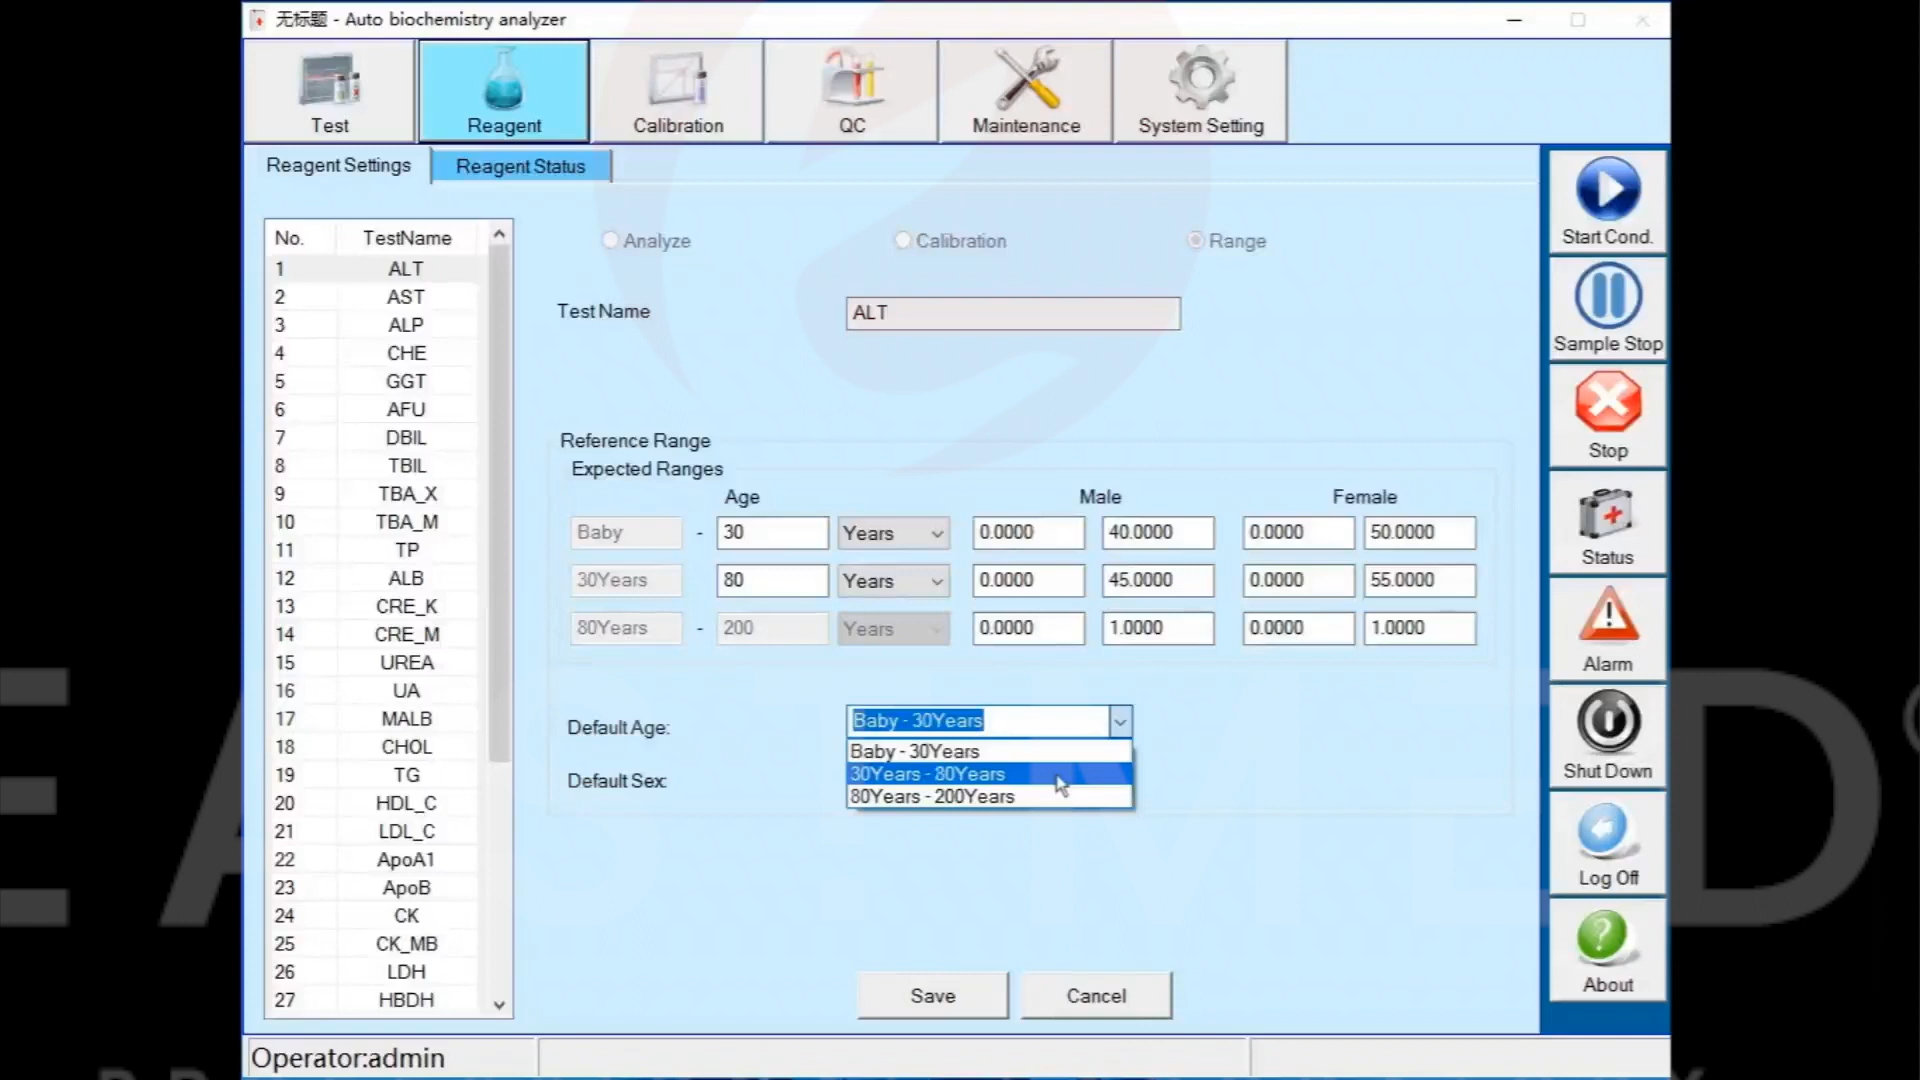 无标题 - Auto biochemistry analyzer
Test
Reagent
Calibration
QC
Maintenance
System Setting
Reagent Settings
Reagent Status
No. TestName
1 ALT
2 AST
3 ALP
4 CHE
5 GGT
6 AFU
7 DBIL
8 TBIL
9 TBA_X
10 TBA_M
11 TP
12 ALB
13 CRE_K
14 CRE_M
15 UREA
16 UA
17 MALB
18 CHOL
19 TG
20 HDL_C
21 LDL_C
22 ApoA1
23 ApoB
24 CK
25 CK_MB
26 LDH
27 HBDH
Analyze
Calibration
Range
Test Name ALT
Reference Range
Expected Ranges
Age Male Female
Baby - 30 Years 0.0000 40.0000 0.0000 50.0000
30Years 80 Years 0.0000 45.0000 0.0000 55.0000
80Years - 200 Years 0.0000 1.0000 0.0000 1.0000
Default Age: Baby - 30Years
Baby - 30Years
30Years - 80Years
80Years - 200Years
Default Sex:
Save
Cancel
Start Cond.
Sample Stop
Stop
Status
Alarm
Shut Down
Log Off
About
Operator:admin